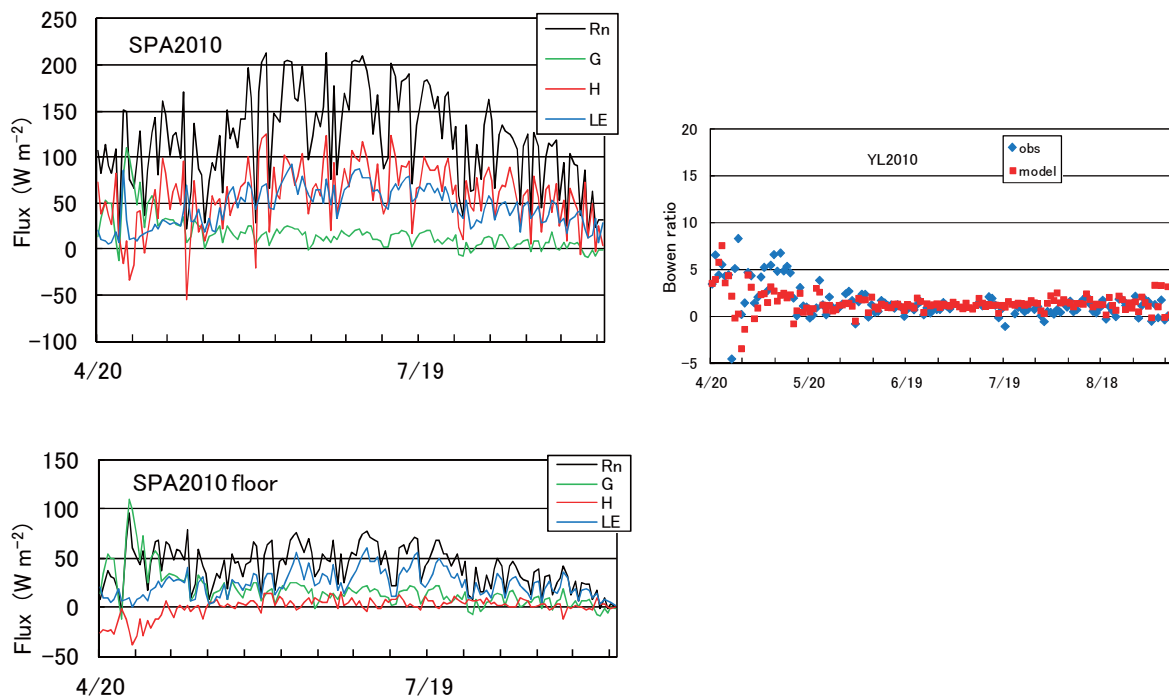 250
200
150
100
50
0
−50
−100
Flux (W m−2)
SPA2010
Rn
G
H
LE
4/20 7/19
20
15
10
5
0
−5
Bowen ratio
YL2010
obs
model
4/20 5/20 6/19 7/19 8/18
150
100
50
0
−50
Flux (W m−2)
SPA2010 floor
Rn
G
H
LE
4/20 7/19